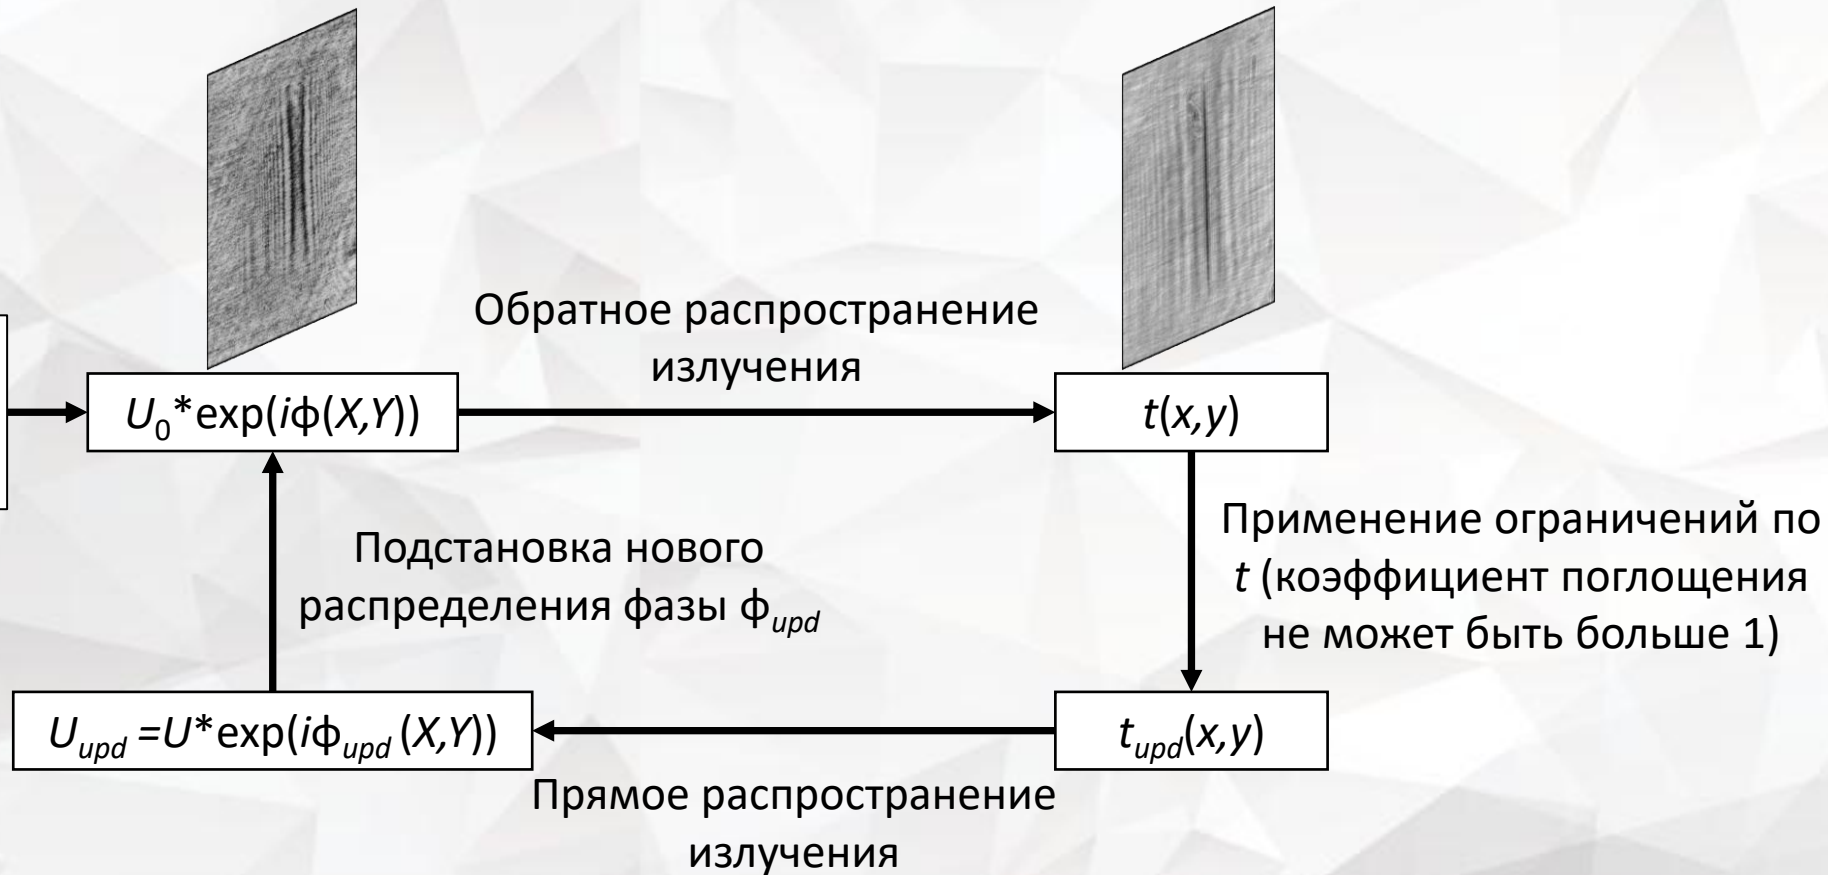 Обратное распространение
излучения
U₀*exp(iϕ(X,Y))
t(x,y)
Подстановка нового
распределения фазы ϕupd
Применение ограничений по
t (коэффициент поглощения
не может быть больше 1)
Uupd =U*exp(iϕupd (X,Y))
tupd(x,y)
Прямое распространение
излучения